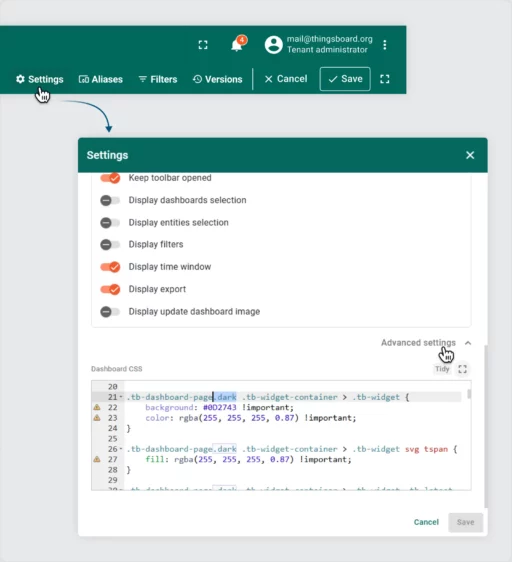 4
mail@thingsboard.org
Tenant administrator
Settings Aliases Filters Versions Cancel Save
Settings
Keep toolbar opened
Display dashboards selection
Display entities selection
Display filters
Display time window
Display export
Display update dashboard image
Advanced settings
Dashboard CSS
Tidy
20
21 .tb-dashboard-page.dark .tb-widget-container > .tb-widget {
22 background: #0D2743 !important;
23 color: rgba(255, 255, 255, 0.87) !important;
24 }
25
26 .tb-dashboard-page.dark .tb-widget-container > .tb-widget svg tspan {
27 fill: rgba(255, 255, 255, 0.87) !important;
28 }
29
Cancel Save